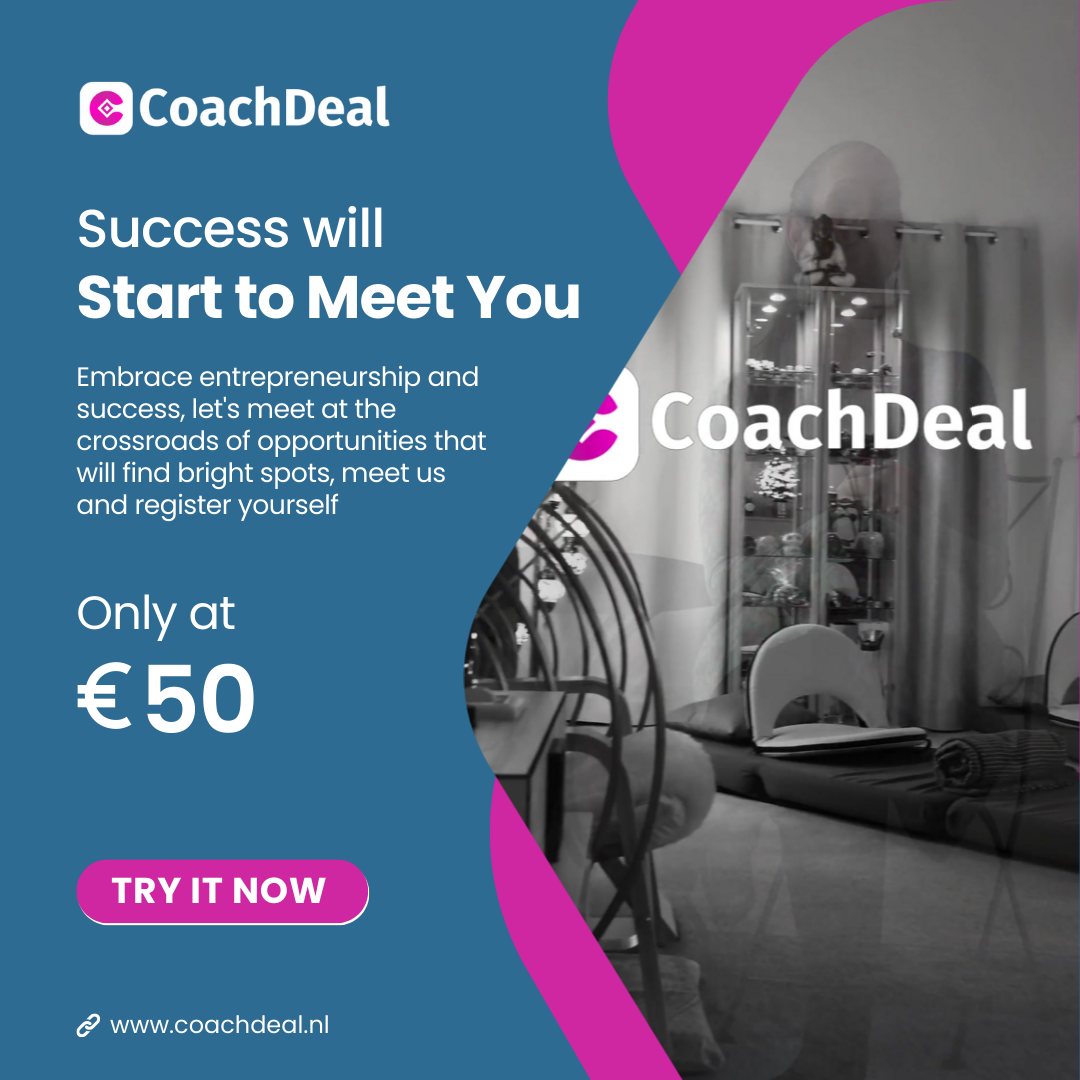 CoachDeal
Success will
Start to Meet You
Embrace entrepreneurship and
success, let's meet at the
crossroads of opportunities that
will find bright spots, meet us
and register yourself
CoachDeal
Only at
€50
TRY IT NOW
www.coachdeal.nl